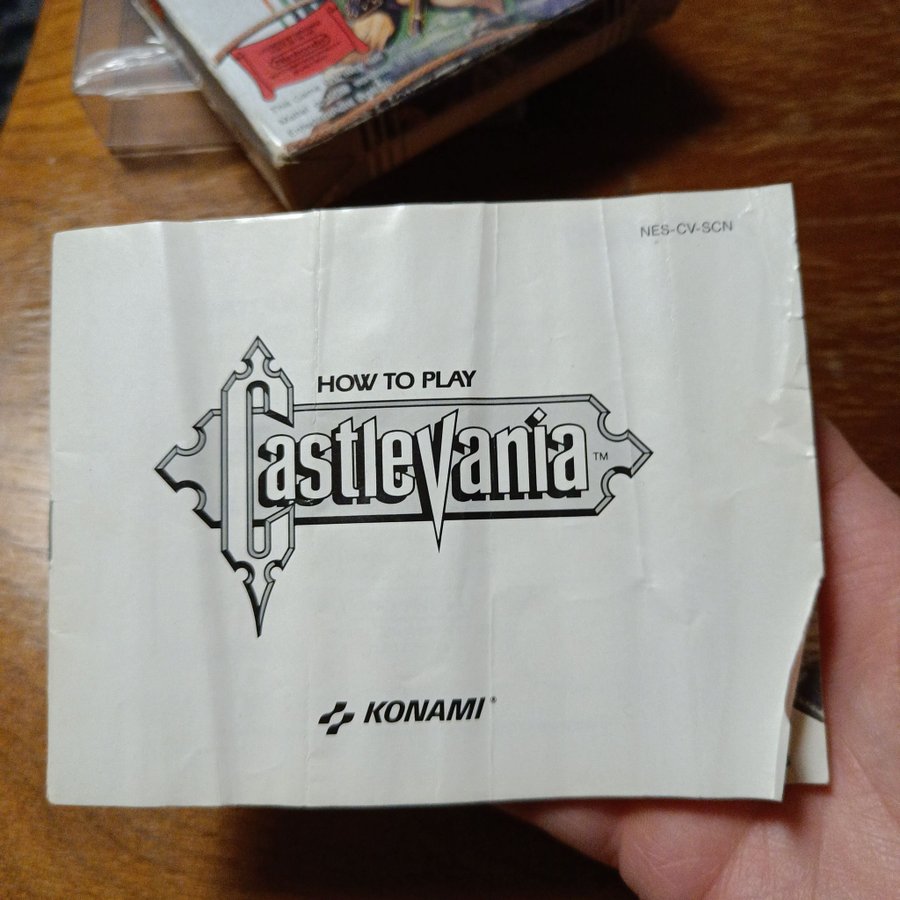 NES-CV-SCN
HOW TO PLAY
CastleVania™
KONAMI®